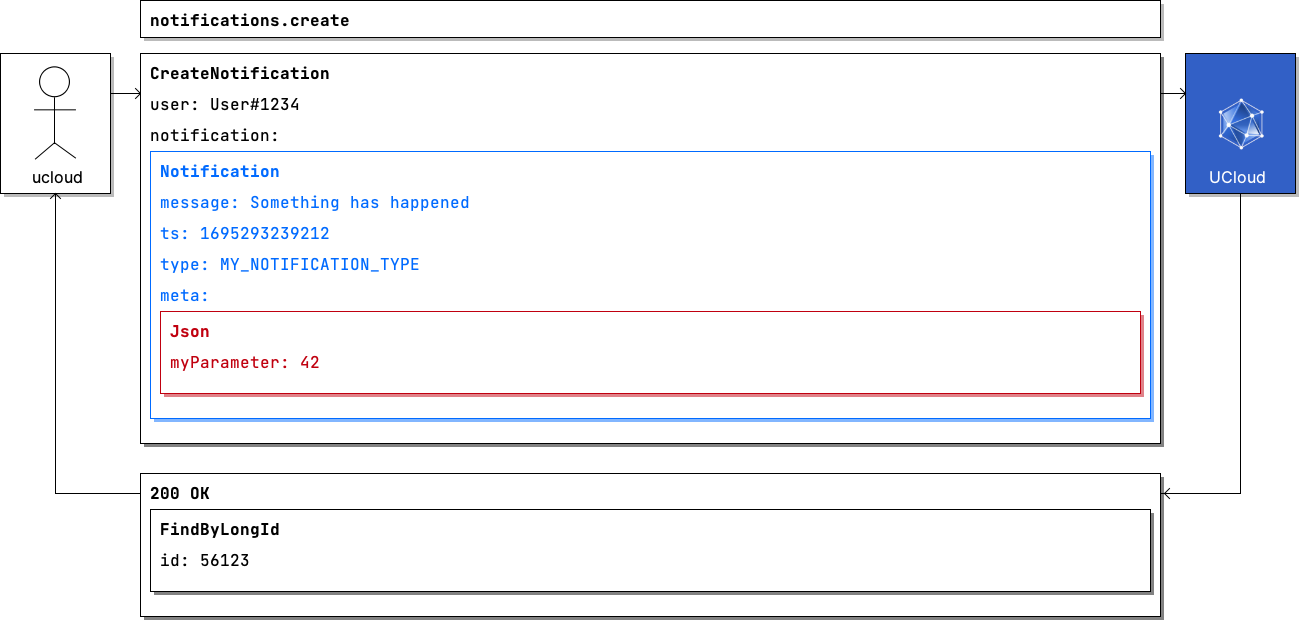 notifications.create
CreateNotification
user: User#1234
notification:
Notification
message: Something has happened
ts: 1695293239212
type: MY_NOTIFICATION_TYPE
meta:
Json
myParameter: 42
ucloud
UCloud
200 OK
FindByLongId
id: 56123